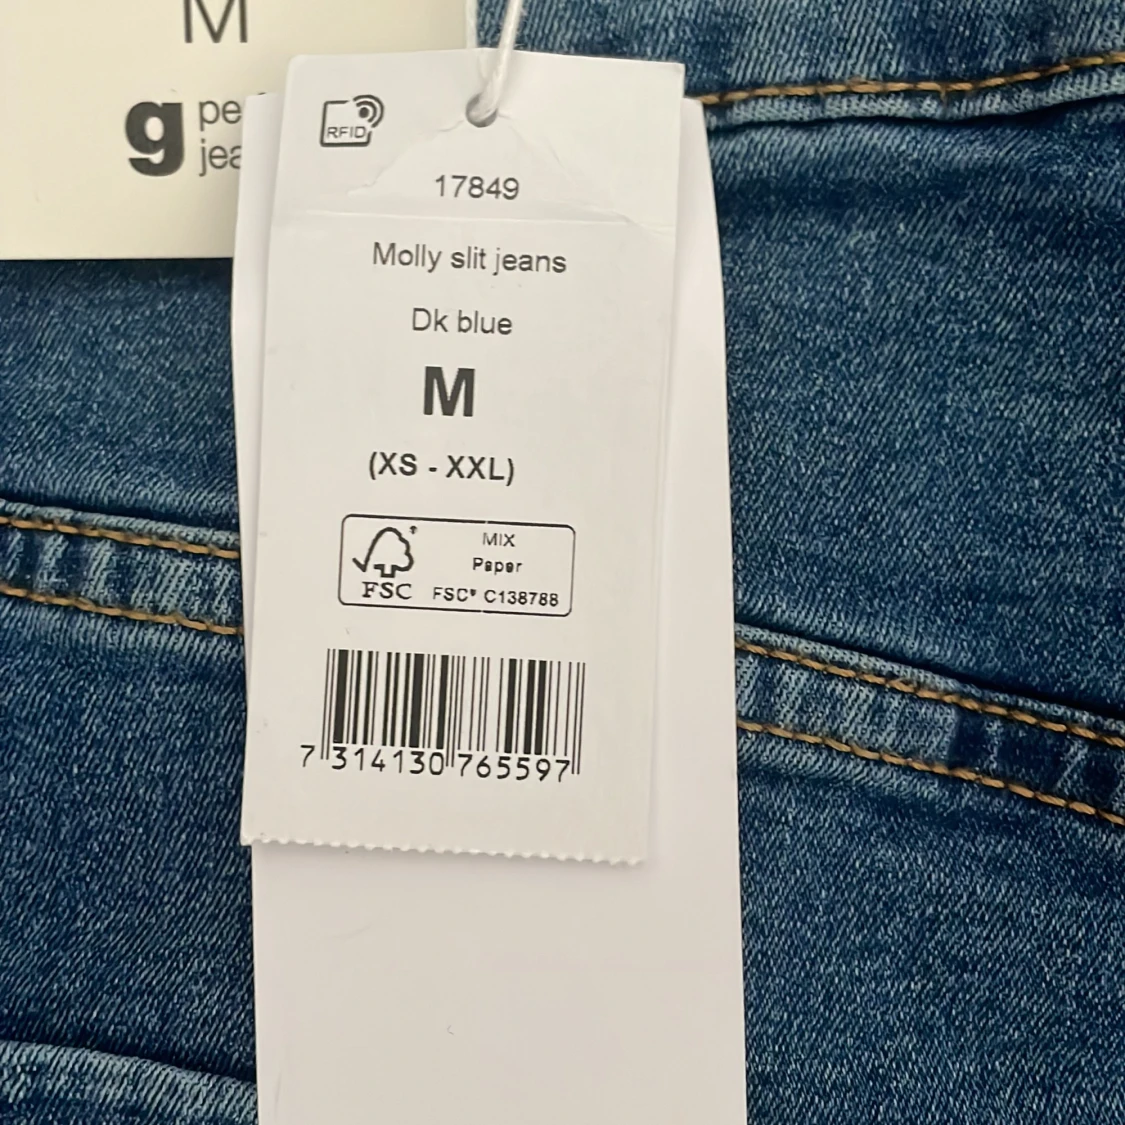 M
g
RFID
17849
Molly slit jeans
Dk blue
M
(XS - XXL)
MIX
Paper
FSC
FSC® C138788
7 314130 765597